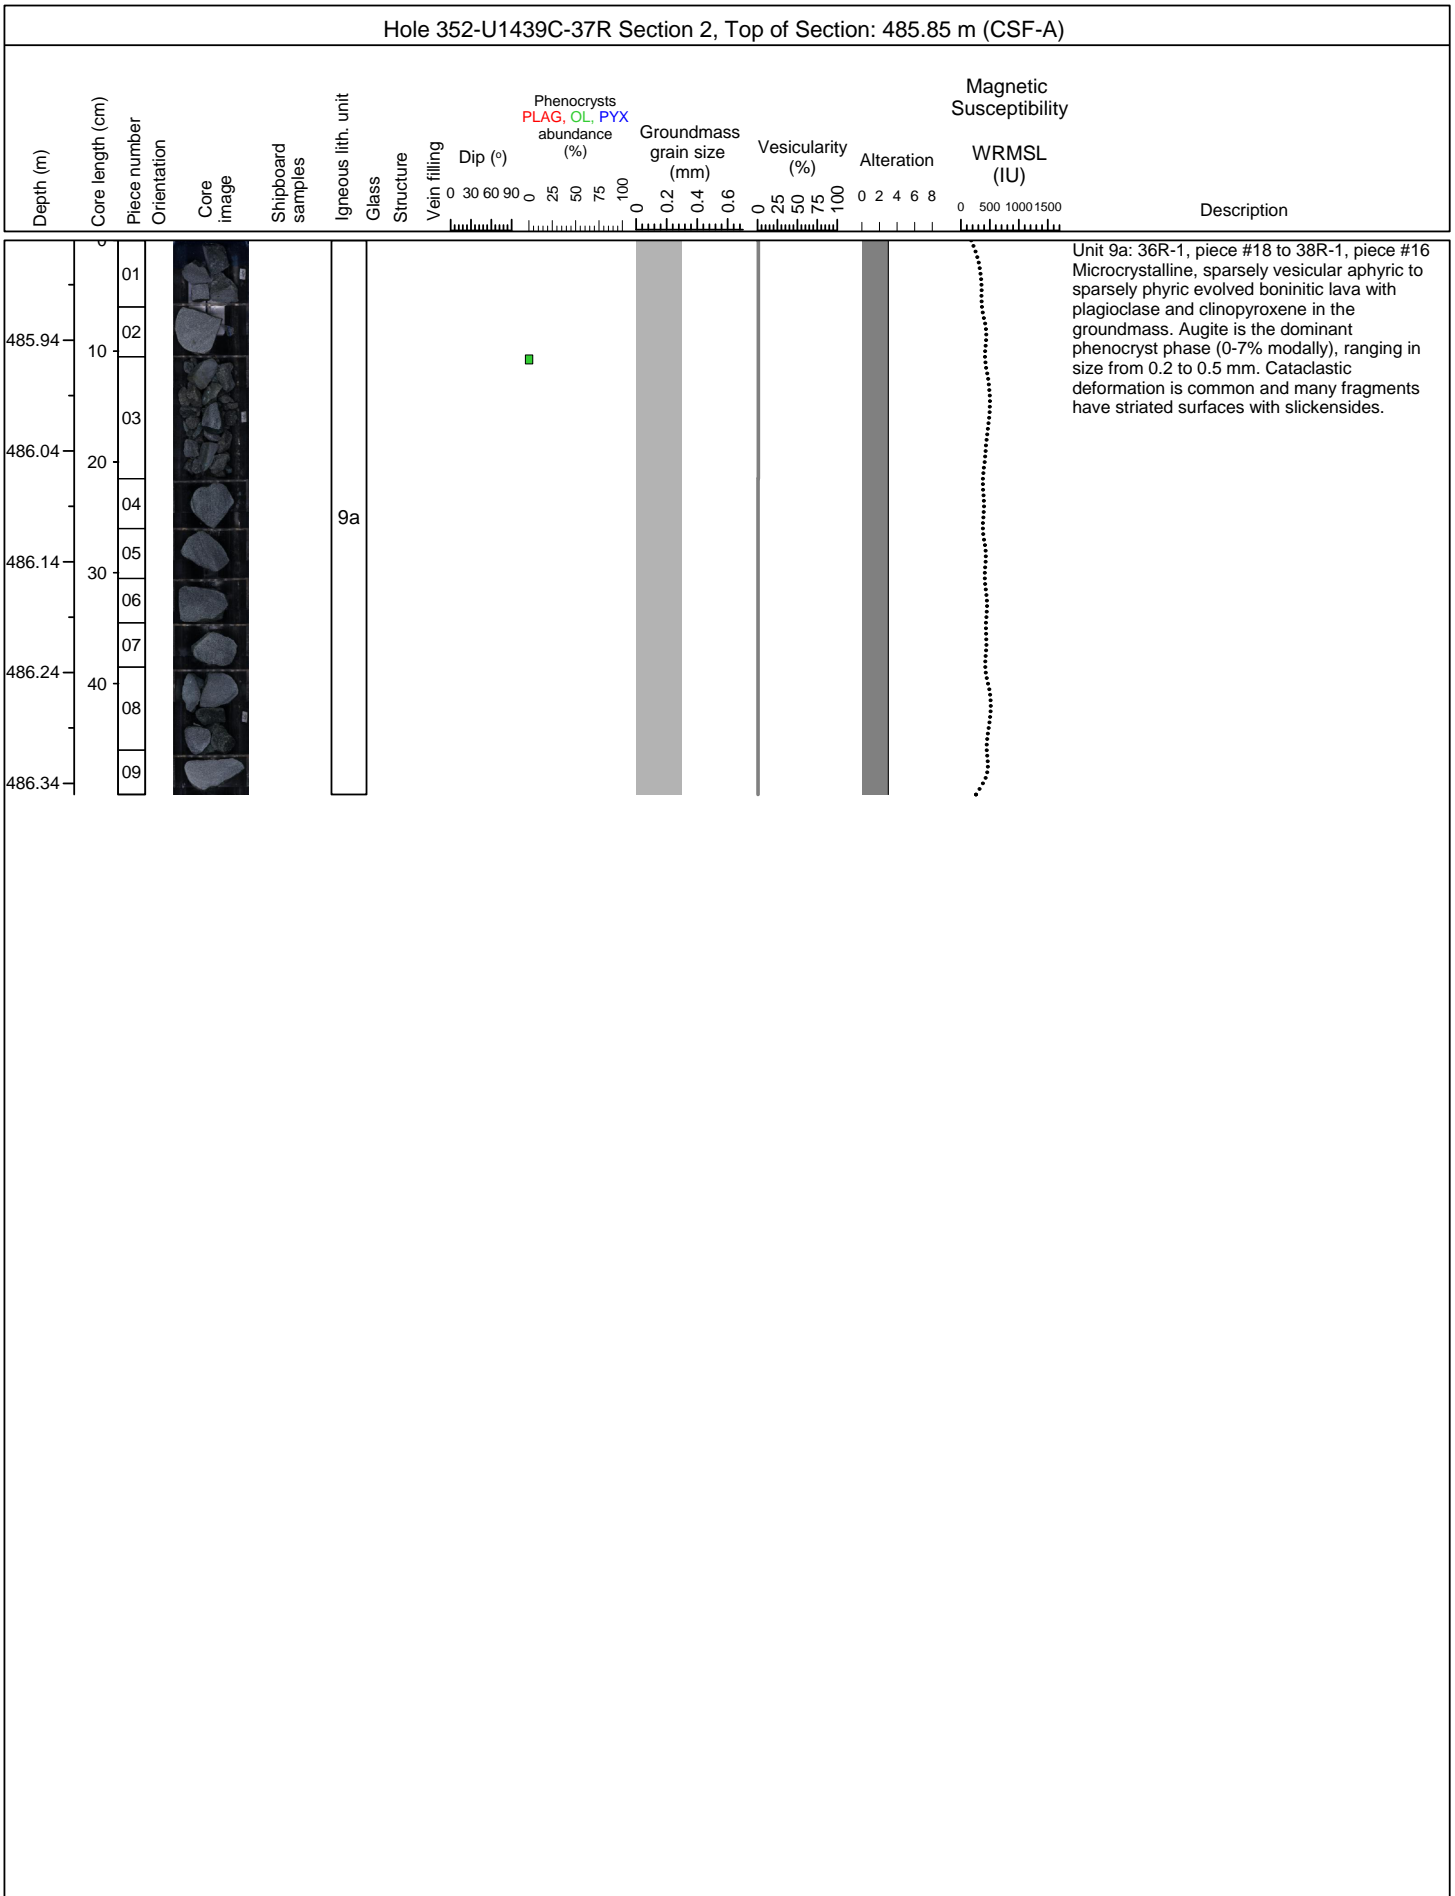 Hole 352-U1439C-37R Section 2, Top of Section: 485.85 m (CSF-A)
Depth (m)
Core length (cm)
Piece number
Orientation
Core
image
Shipboard
samples
Igneous lith. unit
Glass
Structure
Vein filling
Dip (º)
0 30 60 90
Phenocrysts
PLAG, OL, PYX
abundance
(%)
0 25 50 75 100
Groundmass
grain size
(mm)
0 0.2 0.4 0.6
Vesicularity
(%)
0 25 50 75 100
Alteration
0 2 4 6 8
Magnetic
Susceptibility
WRMSL
(IU)
0 500 1000 1500
Description
0
01
02
485.94
10
03
486.04
20
04
9a
05
486.14
30
06
07
486.24
40
08
09
486.34
Unit 9a: 36R-1, piece #18 to 38R-1, piece #16
Microcrystalline, sparsely vesicular aphyric to
sparsely phyric evolved boninitic lava with
plagioclase and clinopyroxene in the
groundmass. Augite is the dominant
phenocryst phase (0-7% modally), ranging in
size from 0.2 to 0.5 mm. Cataclastic
deformation is common and many fragments
have striated surfaces with slickensides.